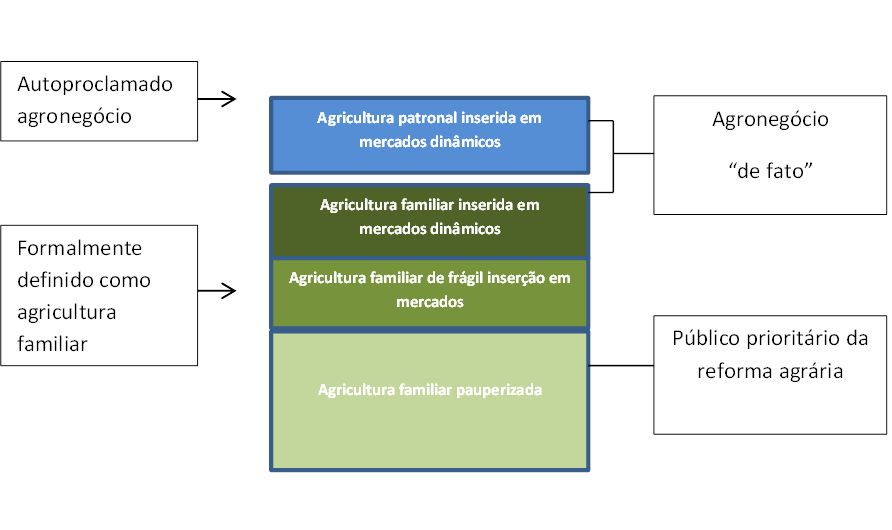 Autoproclamado
agronegócio
Agricultura patronal inserida em
mercados dinâmicos
Agronegócio
“de fato”
Formalmente
definido como
agricultura
familiar
Agricultura familiar inserida em
mercados dinâmicos
Agricultura familiar de frágil inserção em
mercados
Agricultura familiar pauperizada
Público prioritário da
reforma agrária